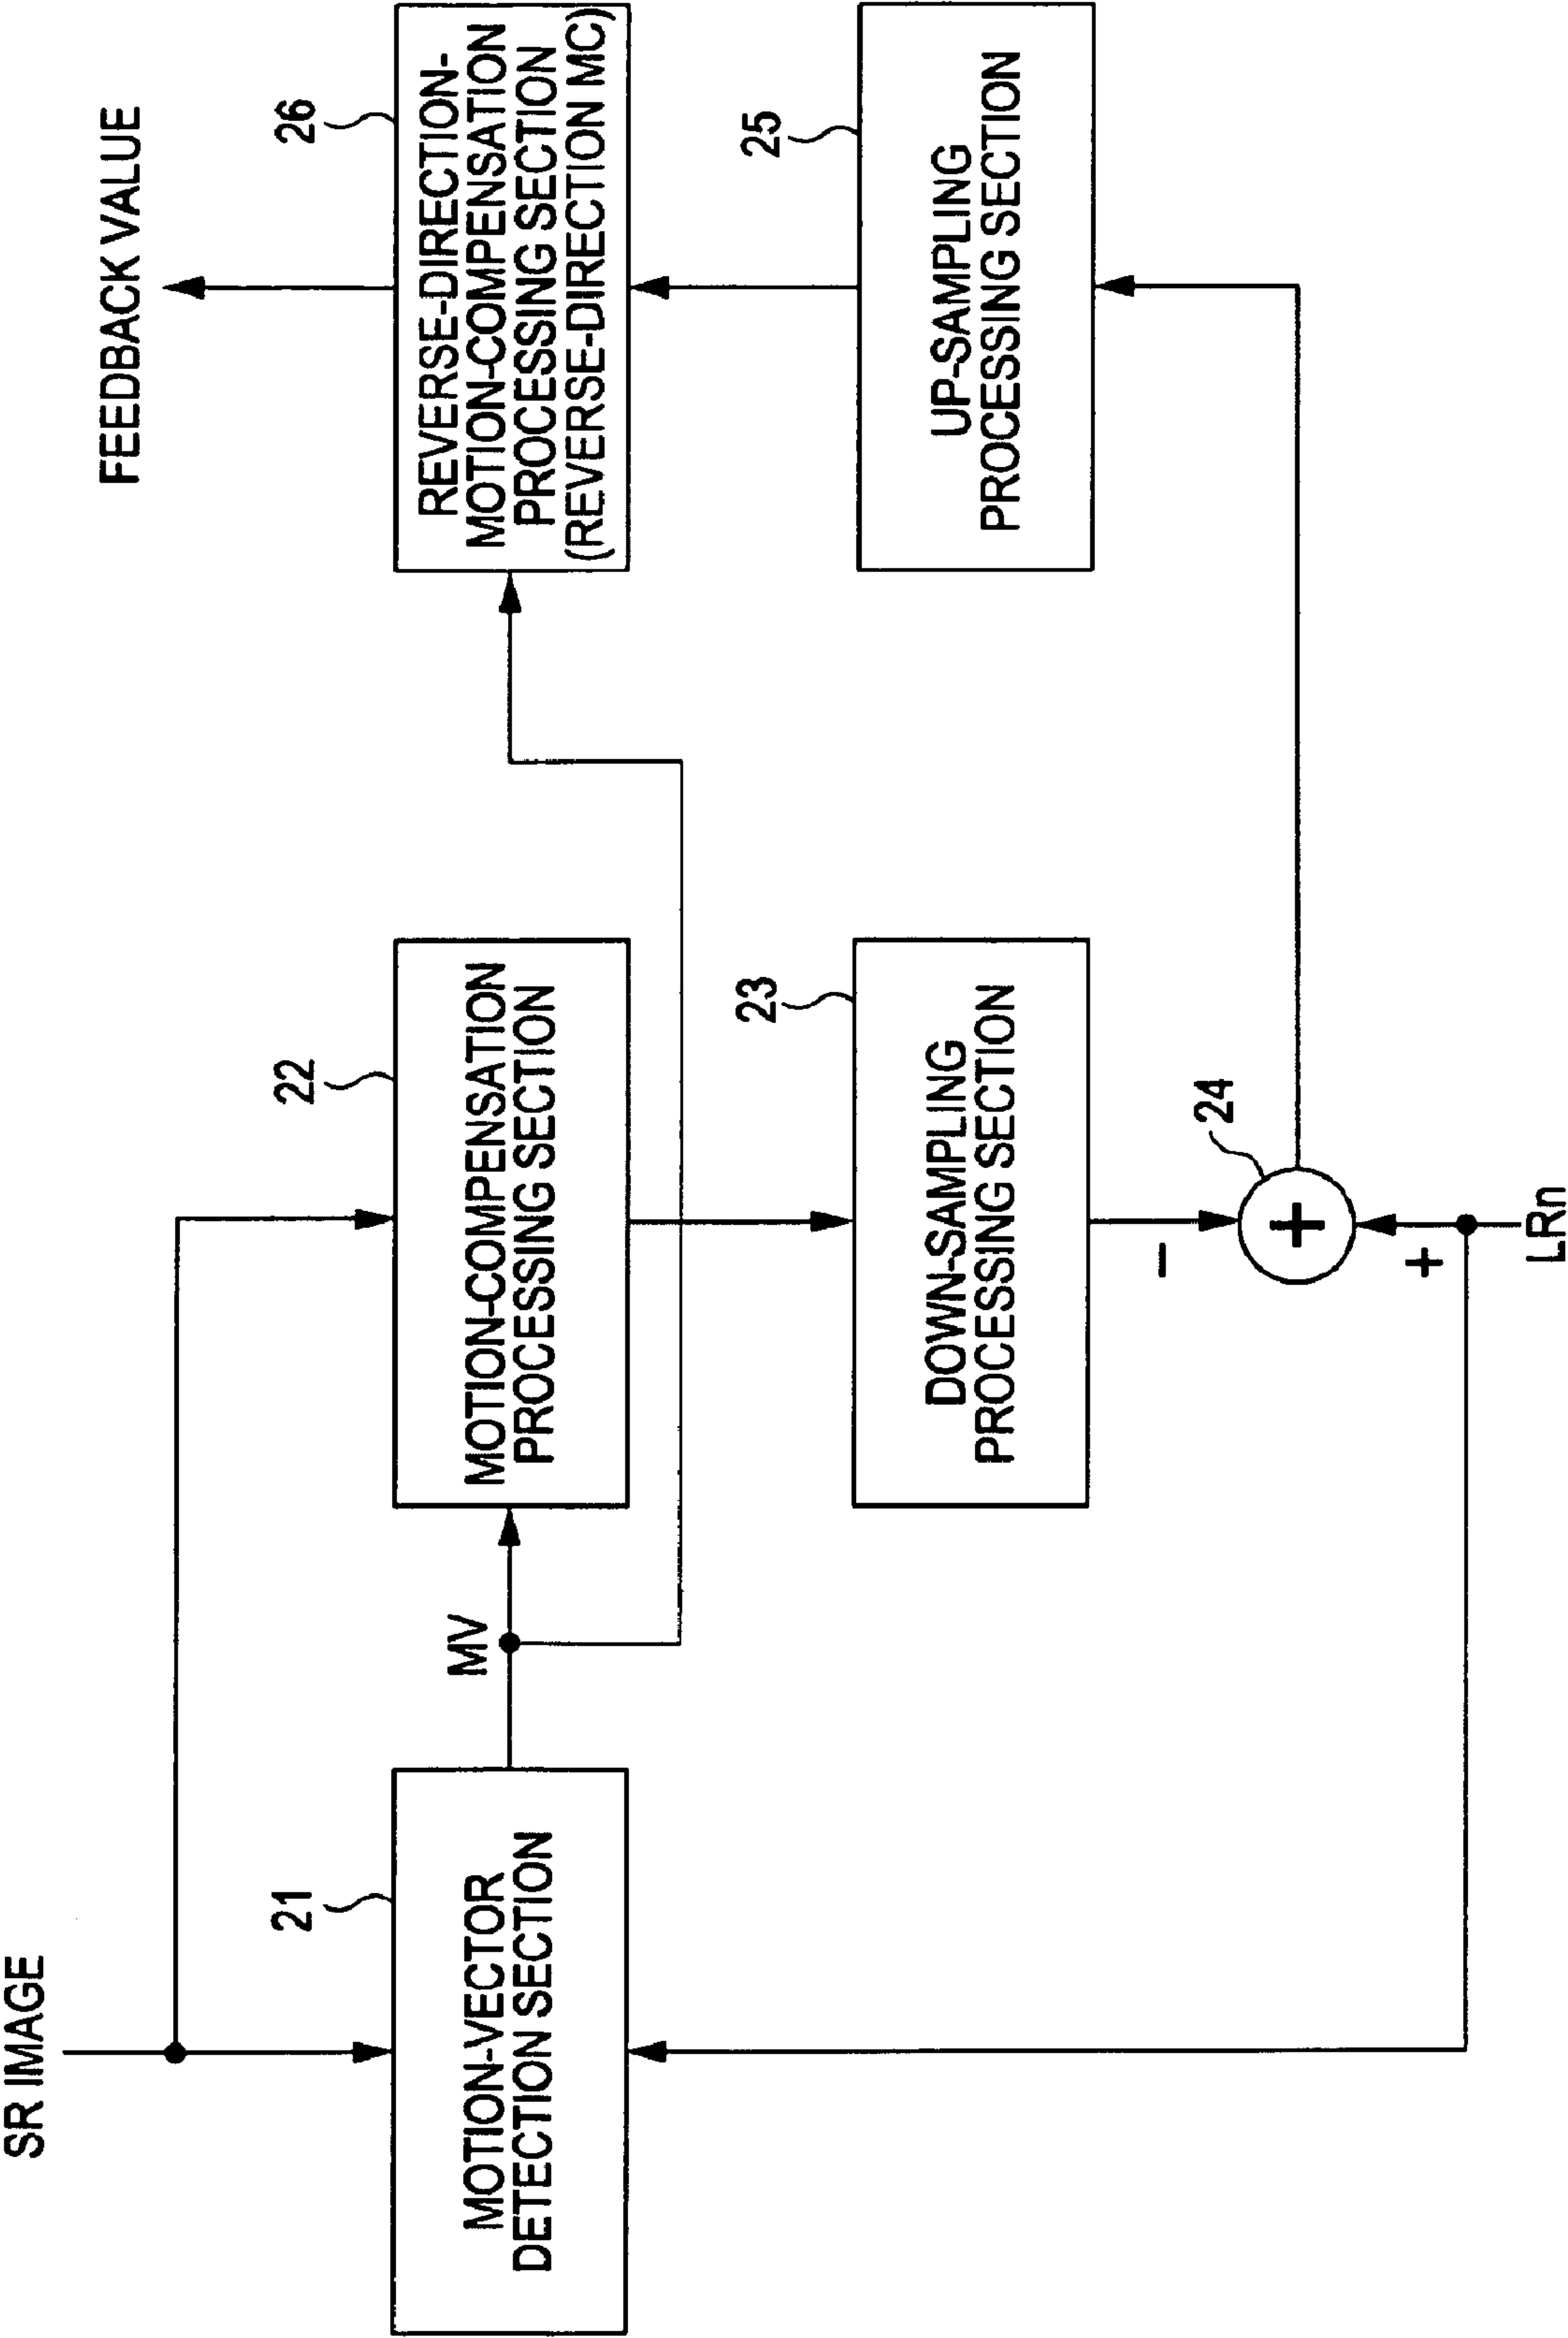 SR IMAGE
FEEDBACK VALUE
21
MOTION-VECTOR
DETECTION SECTION
MV
22
MOTION-COMPENSATION
PROCESSING SECTION
26
REVERSE-DIRECTION-
MOTION-COMPENSATION
PROCESSING SECTION
(REVERSE-DIRECTION MC)
23
DOWN-SAMPLING
PROCESSING SECTION
25
UP-SAMPLING
PROCESSING SECTION
−
24
+
+
LRn